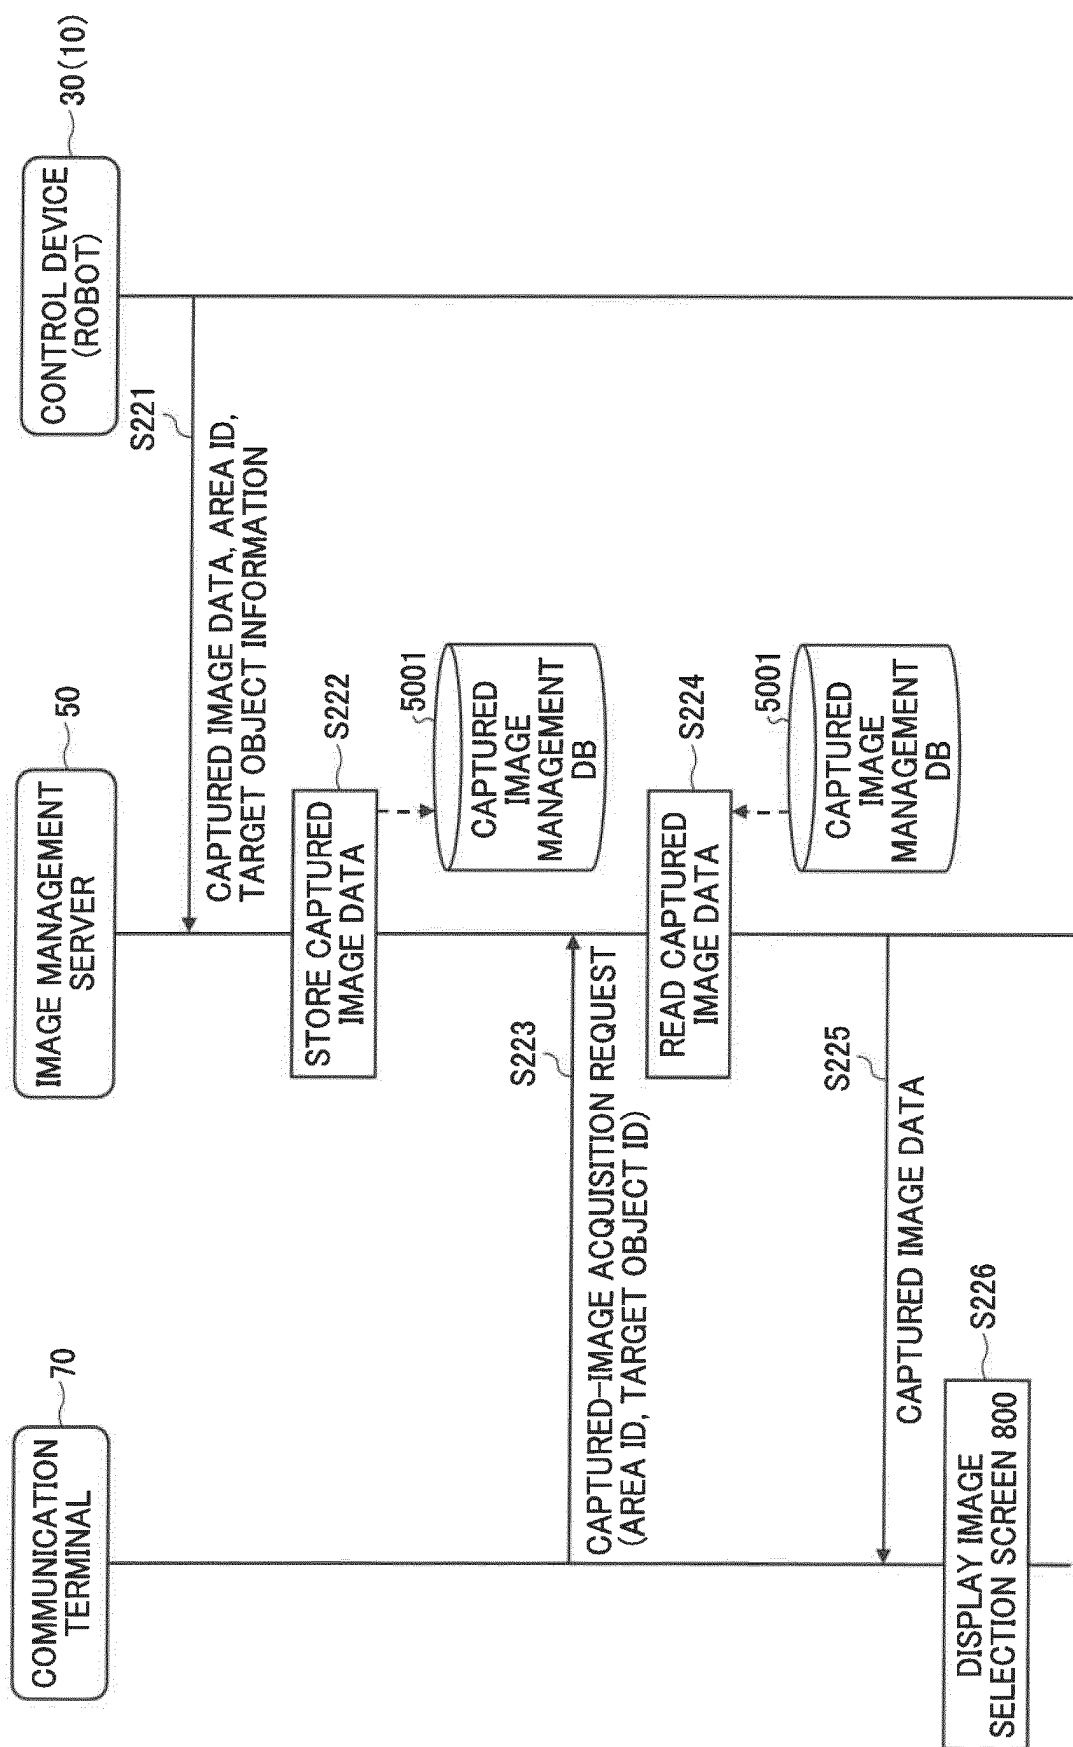 COMMUNICATION
TERMINAL
70
IMAGE MANAGEMENT
SERVER
50
CONTROL DEVICE
(ROBOT)
30(10)
S221
CAPTURED IMAGE DATA, AREA ID,
TARGET OBJECT INFORMATION
STORE CAPTURED
IMAGE DATA
S222
5001
CAPTURED
IMAGE
MANAGEMENT
DB
S223
CAPTURED-IMAGE ACQUISITION REQUEST
(AREA ID, TARGET OBJECT ID)
READ CAPTURED
IMAGE DATA
S224
5001
CAPTURED
IMAGE
MANAGEMENT
DB
S225
CAPTURED IMAGE DATA
DISPLAY IMAGE
SELECTION SCREEN 800
S226